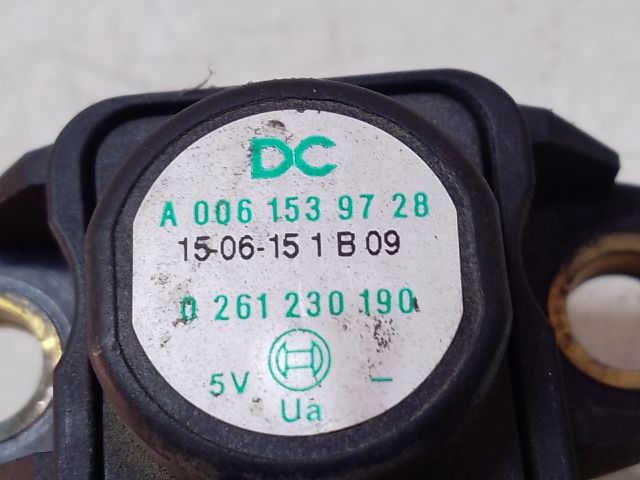 DC
A 006 153 97 28
15-06-15 1 B 09
0 261 230 190
5V –
Ua